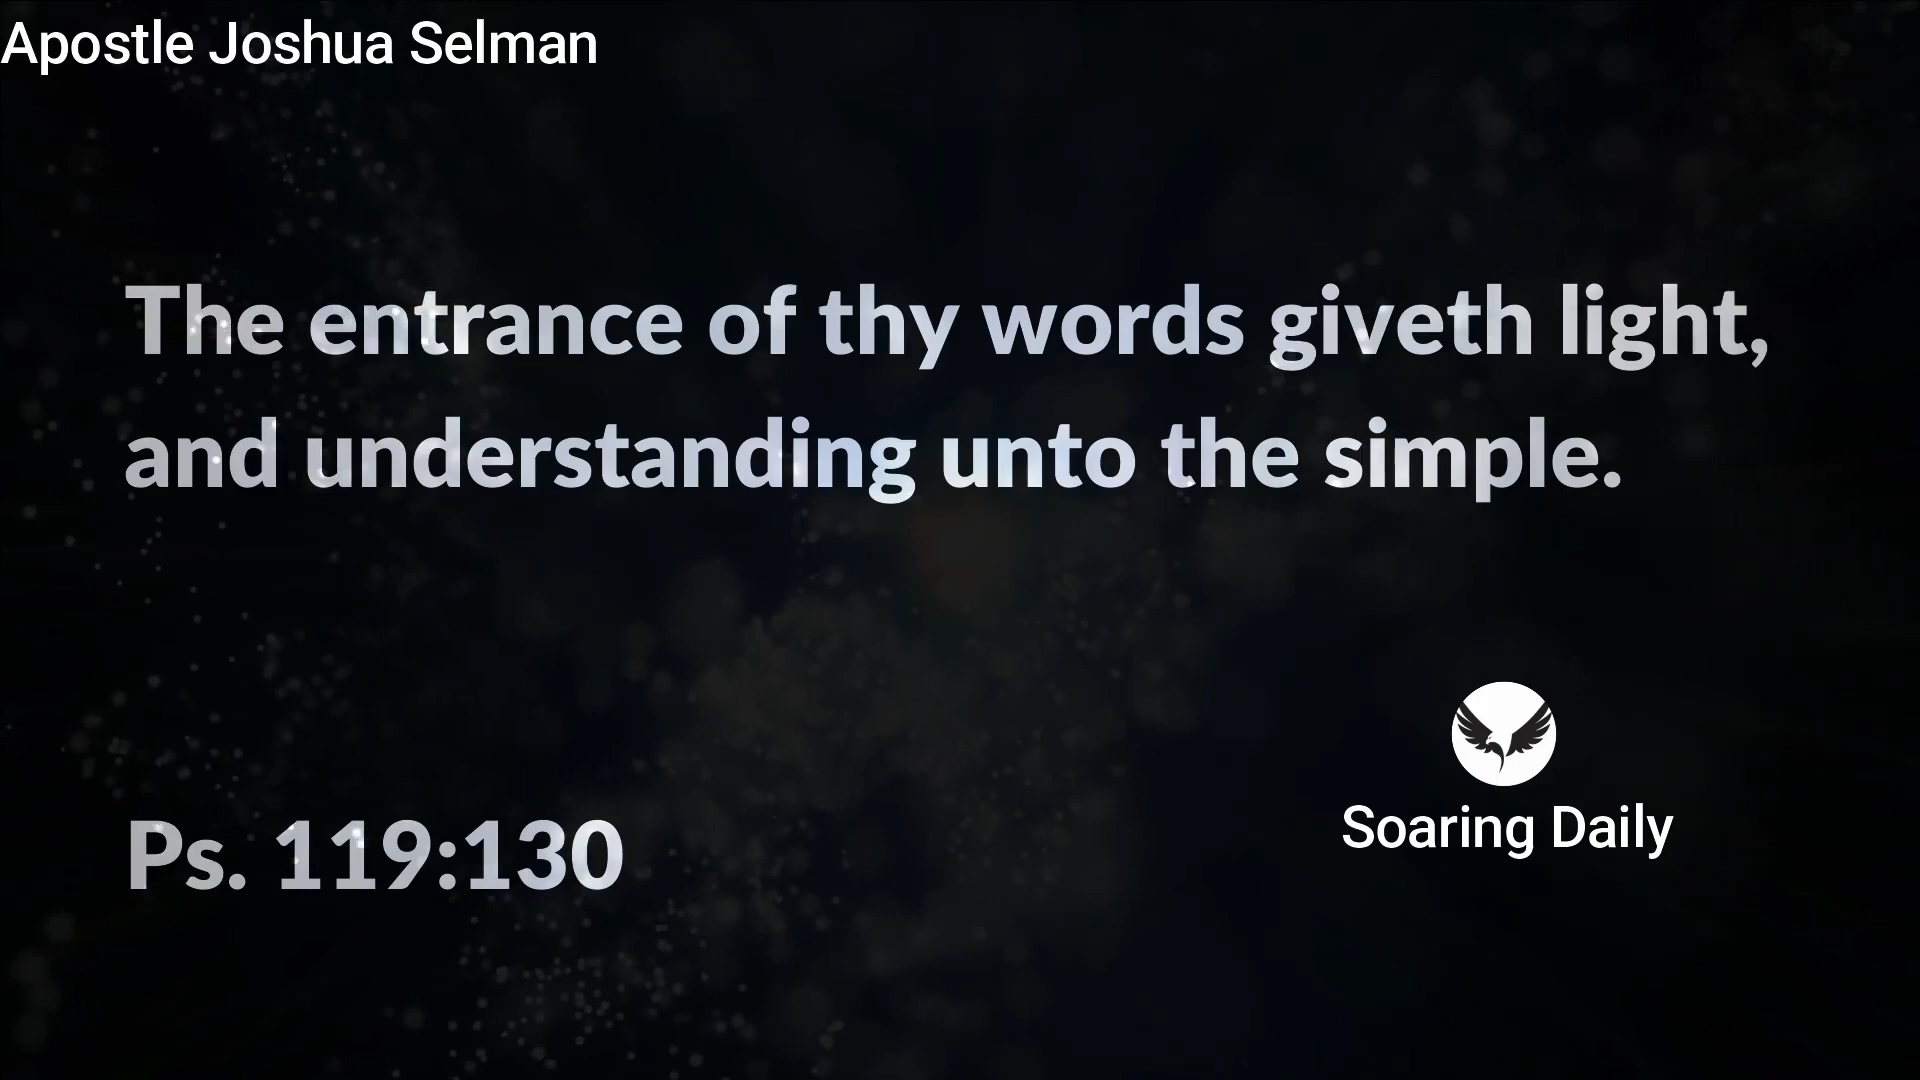 Apostle Joshua Selman
The entrance of thy words giveth light,
and understanding unto the simple.
Ps. 119:130
Soaring Daily